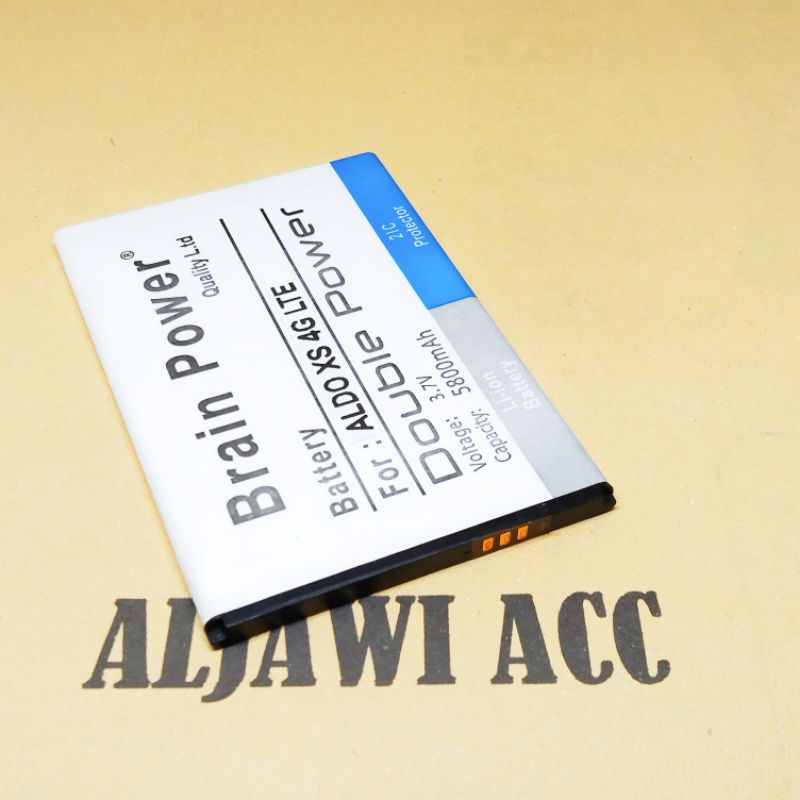 Brain Power®
Quality Ltd
Battery
For : ALDO XS 4G LTE
Double Power
Voltage: 3.7V
Capacity: 5800mAh
2IC
Protector
Li-ion
Battery
ALJAWI ACC